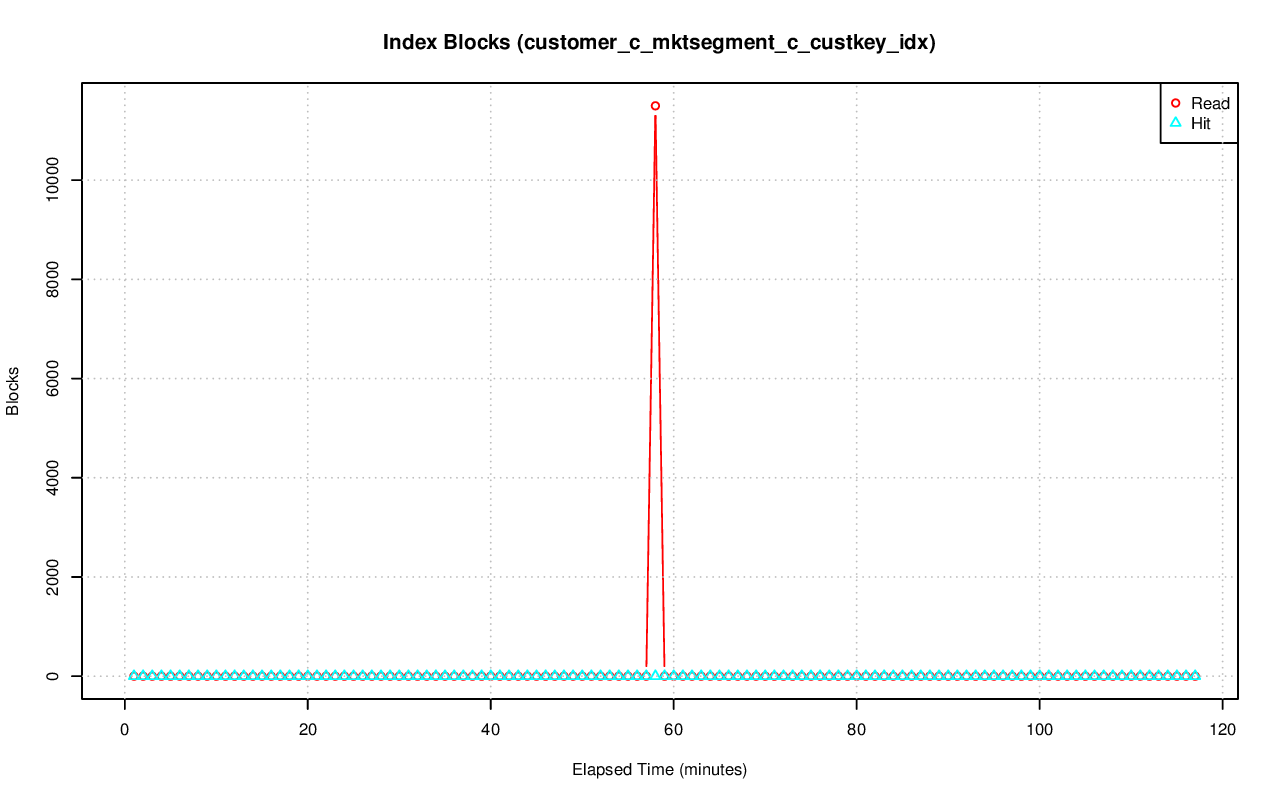 Index Blocks (customer_c_mktsegment_c_custkey_idx)
Read
Hit
Blocks
10000
8000
6000
4000
2000
0
0 20 40 60 80 100 120
Elapsed Time (minutes)